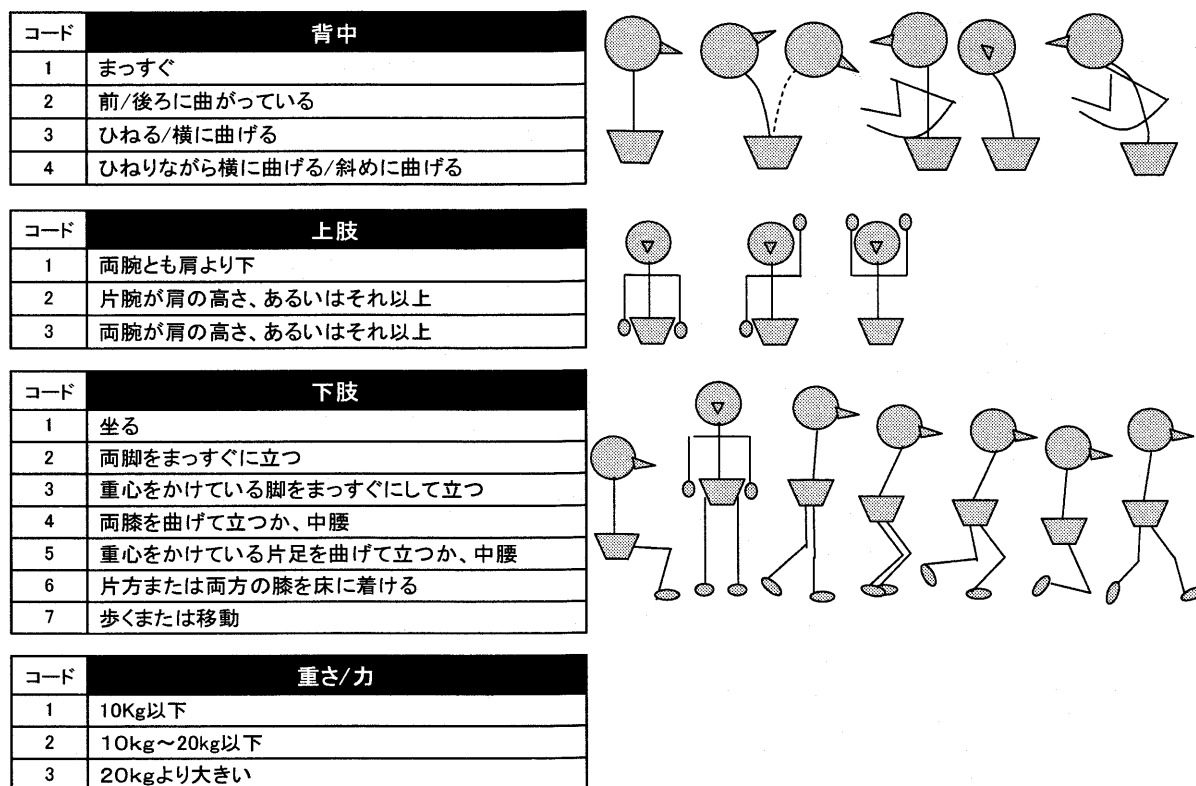 コード 背中
1 まっすぐ
2 前/後ろに曲がっている
3 ひねる/横に曲げる
4 ひねりながら横に曲げる/斜めに曲げる
コード 上肢
1 両腕とも肩より下
2 片腕が肩の高さ、あるいはそれ以上
3 両腕が肩の高さ、あるいはそれ以上
コード 下肢
1 坐る
2 両脚をまっすぐに立つ
3 重心をかけている脚をまっすぐにして立つ
4 両膝を曲げて立つか、中腰
5 重心をかけている片足を曲げて立つか、中腰
6 片方または両方の膝を床に着ける
7 歩くまたは移動
コード 重さ/力
1 10Kg以下
2 10kg～20kg以下
3 20kgより大きい